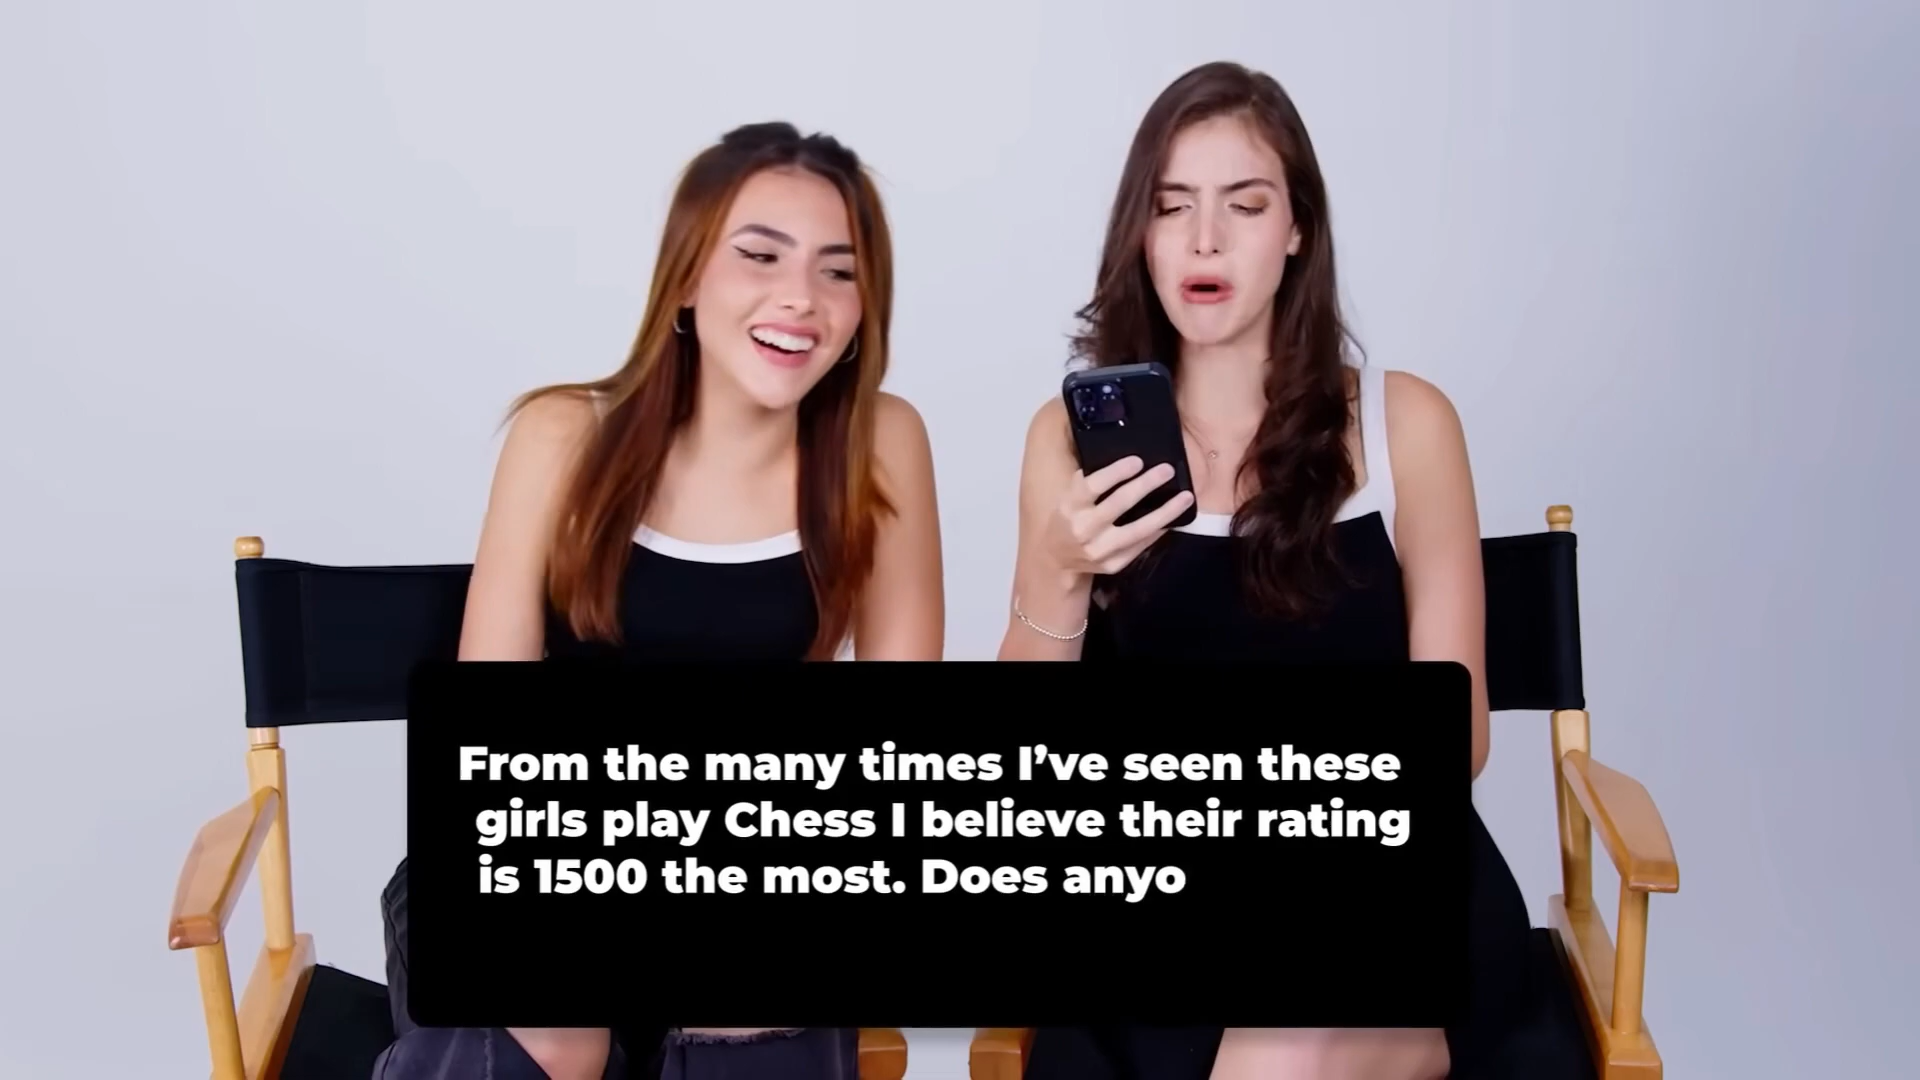 From the many times I’ve seen these
girls play Chess I believe their rating
is 1500 the most. Does anyo